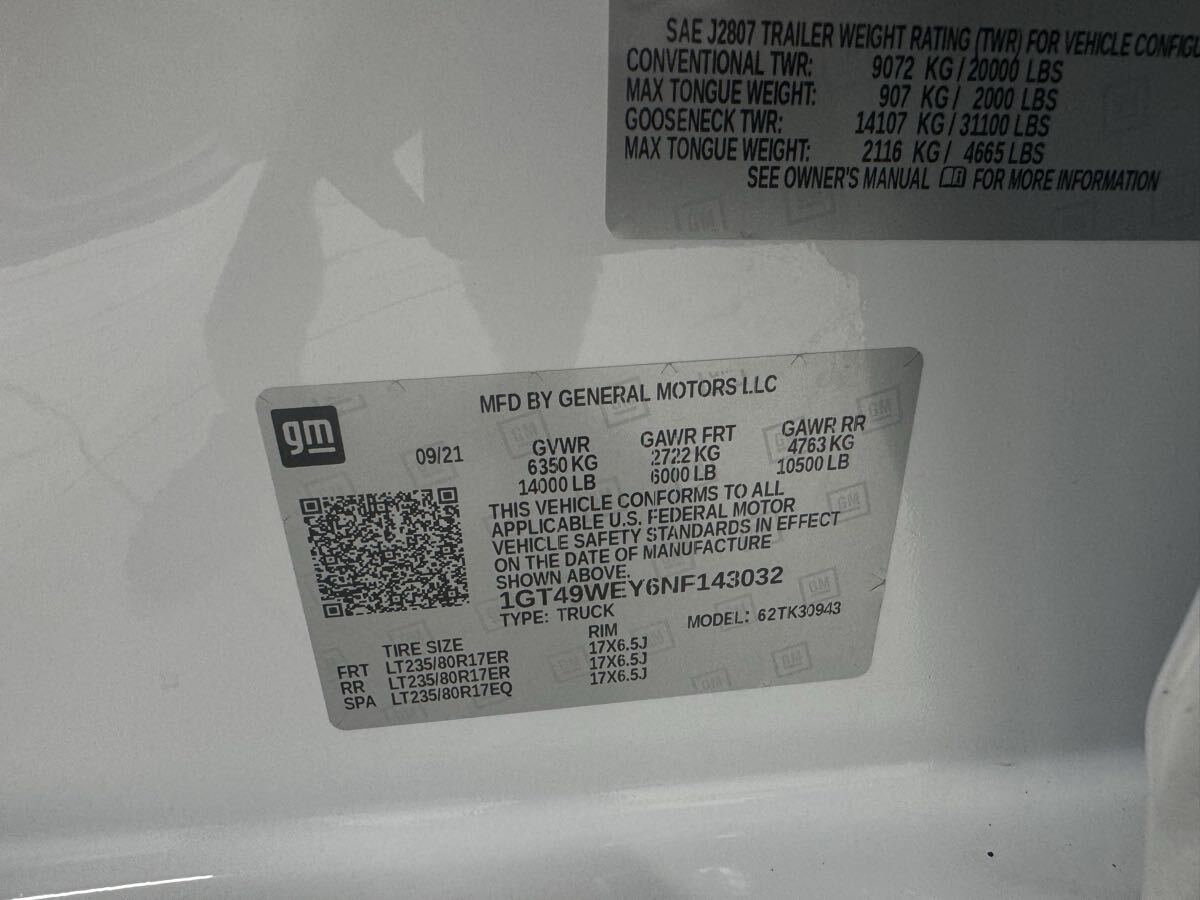 SAE J2807 TRAILER WEIGHT RATING (TWR) FOR VEHICLE
CONVENTIONAL TWR: 9072 KG / 20000 LBS
MAX TONGUE WEIGHT: 907 KG / 2000 LBS
GOOSENECK TWR: 14107 KG / 31100 LBS
MAX TONGUE WEIGHT: 2116 KG / 4665 LBS
SEE OWNER'S MANUAL FOR MORE INFORMATION
MFD BY GENERAL MOTORS LLC
gm
09/21
GVWR GAWR FRT GAWR RR
6350 KG 2722 KG 4763 KG
14000 LB 6000 LB 10500 LB
THIS VEHICLE CONFORMS TO ALL
APPLICABLE U.S. FEDERAL MOTOR
VEHICLE SAFETY STANDARDS IN EFFECT
ON THE DATE OF MANUFACTURE
SHOWN ABOVE.
1GT49WEY6NF143032
TYPE: TRUCK MODEL: 62TK30943
TIRE SIZE RIM
FRT LT235/80R17ER 17X6.5J
RR LT235/80R17ER 17X6.5J
SPA LT235/80R17EQ 17X6.5J